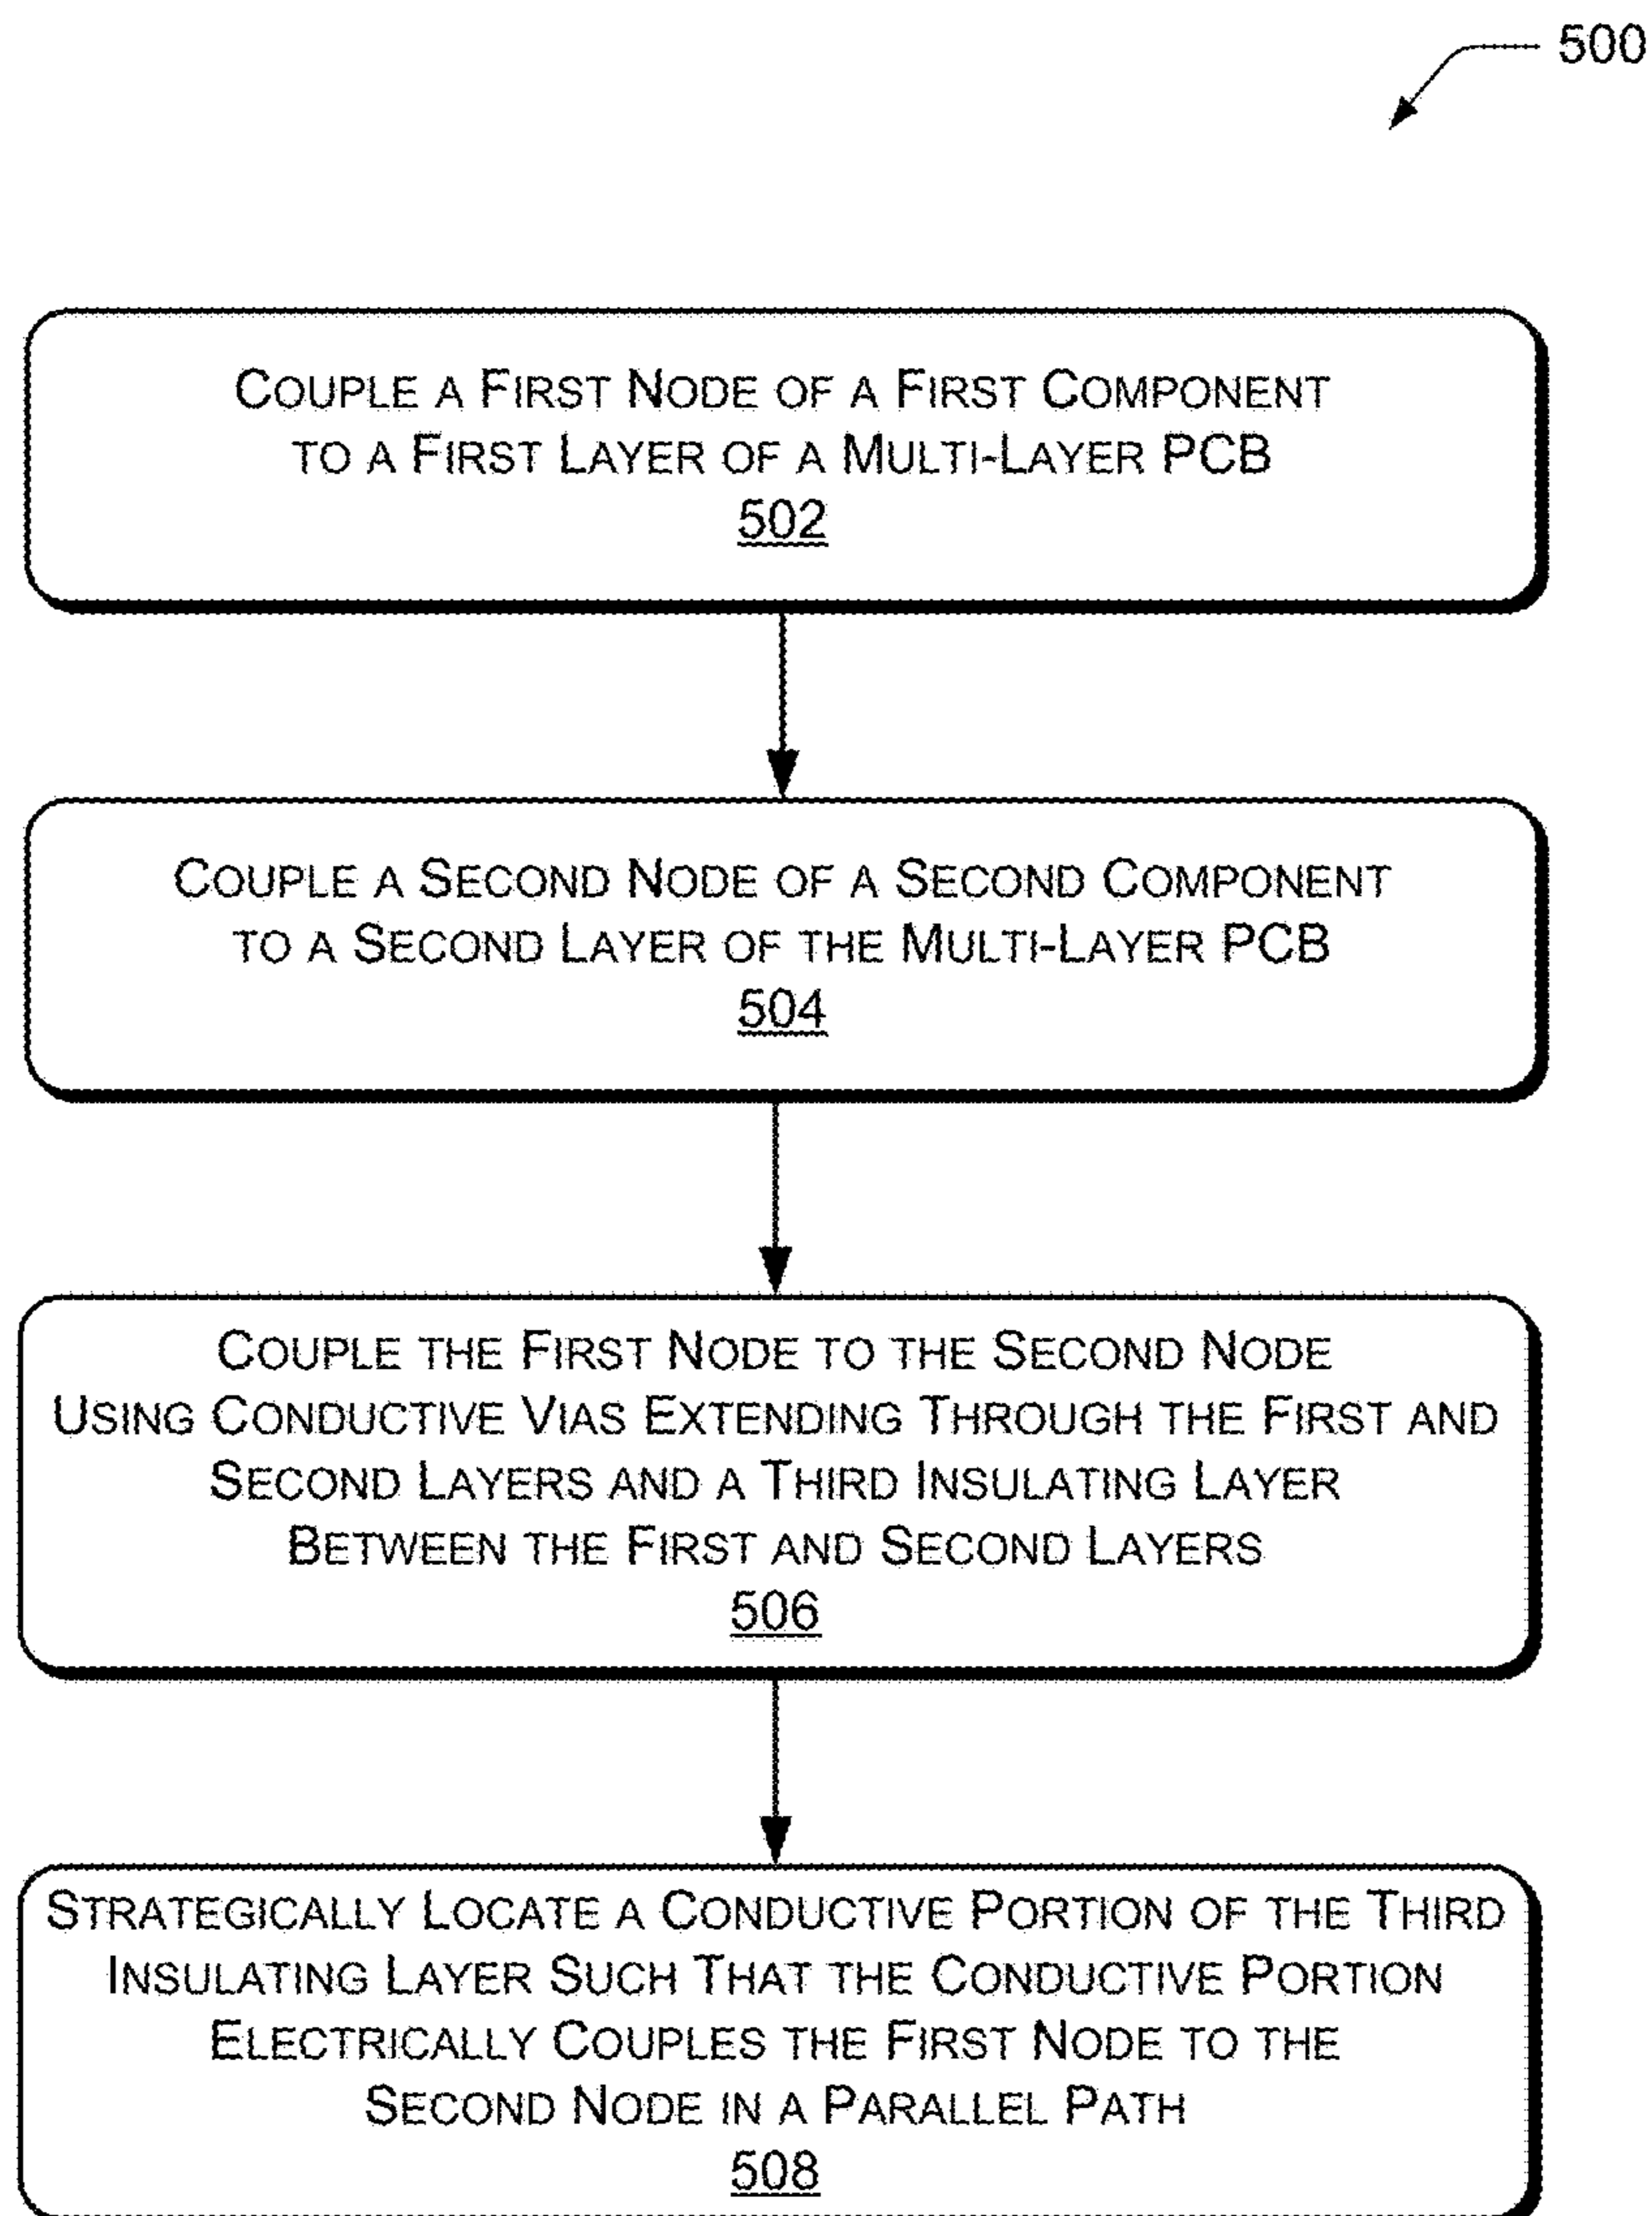 500
COUPLE A FIRST NODE OF A FIRST COMPONENT
TO A FIRST LAYER OF A MULTI-LAYER PCB
502
COUPLE A SECOND NODE OF A SECOND COMPONENT
TO A SECOND LAYER OF THE MULTI-LAYER PCB
504
COUPLE THE FIRST NODE TO THE SECOND NODE
USING CONDUCTIVE VIAS EXTENDING THROUGH THE FIRST AND
SECOND LAYERS AND A THIRD INSULATING LAYER
BETWEEN THE FIRST AND SECOND LAYERS
506
STRATEGICALLY LOCATE A CONDUCTIVE PORTION OF THE THIRD
INSULATING LAYER SUCH THAT THE CONDUCTIVE PORTION
ELECTRICALLY COUPLES THE FIRST NODE TO THE
SECOND NODE IN A PARALLEL PATH
508